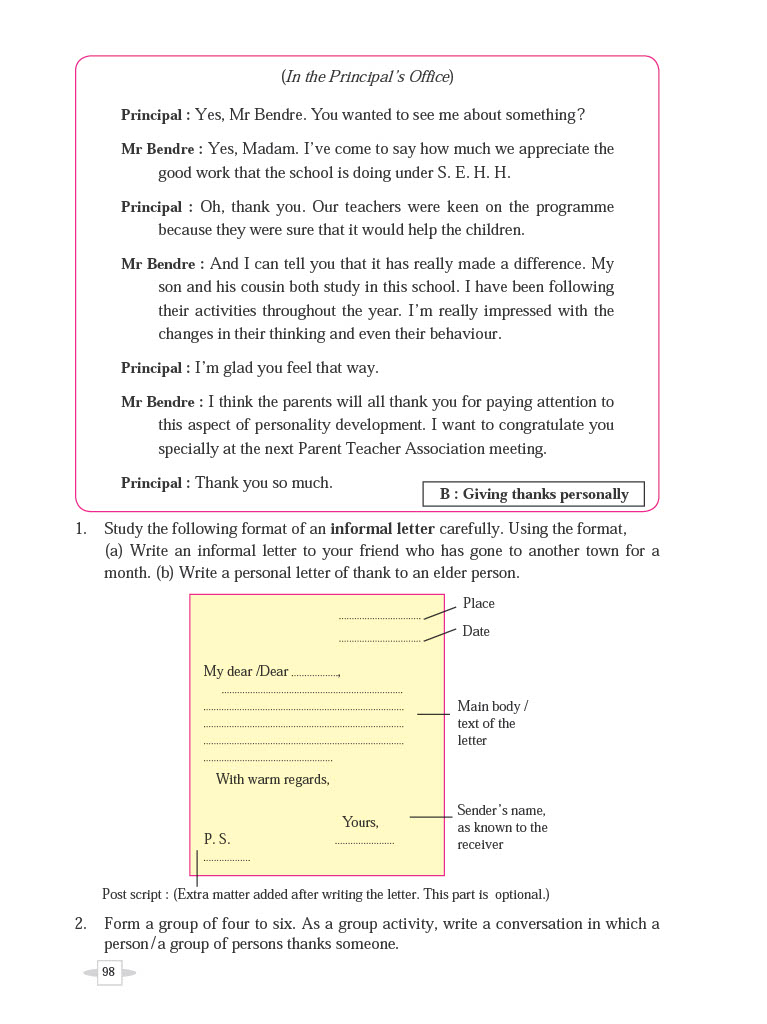 (In the Principal's Office)
Principal : Yes, Mr Bendre. You wanted to see me about something?
Mr Bendre : Yes, Madam. I've come to say how much we appreciate the
good work that the school is doing under S. E. H. H.
Principal : Oh, thank you. Our teachers were keen on the programme
because they were sure that it would help the children.
Mr Bendre : And I can tell you that it has really made a difference. My
son and his cousin both study in this school. I have been following
their activities throughout the year. I'm really impressed with the
changes in their thinking and even their behaviour.
Principal : I'm glad you feel that way.
Mr Bendre : I think the parents will all thank you for paying attention to
this aspect of personality development. I want to congratulate you
specially at the next Parent Teacher Association meeting.
Principal : Thank you so much.
B : Giving thanks personally
1. Study the following format of an informal letter carefully. Using the format,
(a) Write an informal letter to your friend who has gone to another town for a
month. (b) Write a personal letter of thank to an elder person.
Place
Date
My dear /Dear ..................,
Main body /
text of the
letter
With warm regards,
Yours,
Sender's name,
as known to the
receiver
P. S.
Post script : (Extra matter added after writing the letter. This part is optional.)
2. Form a group of four to six. As a group activity, write a conversation in which a
person/a group of persons thanks someone.
98